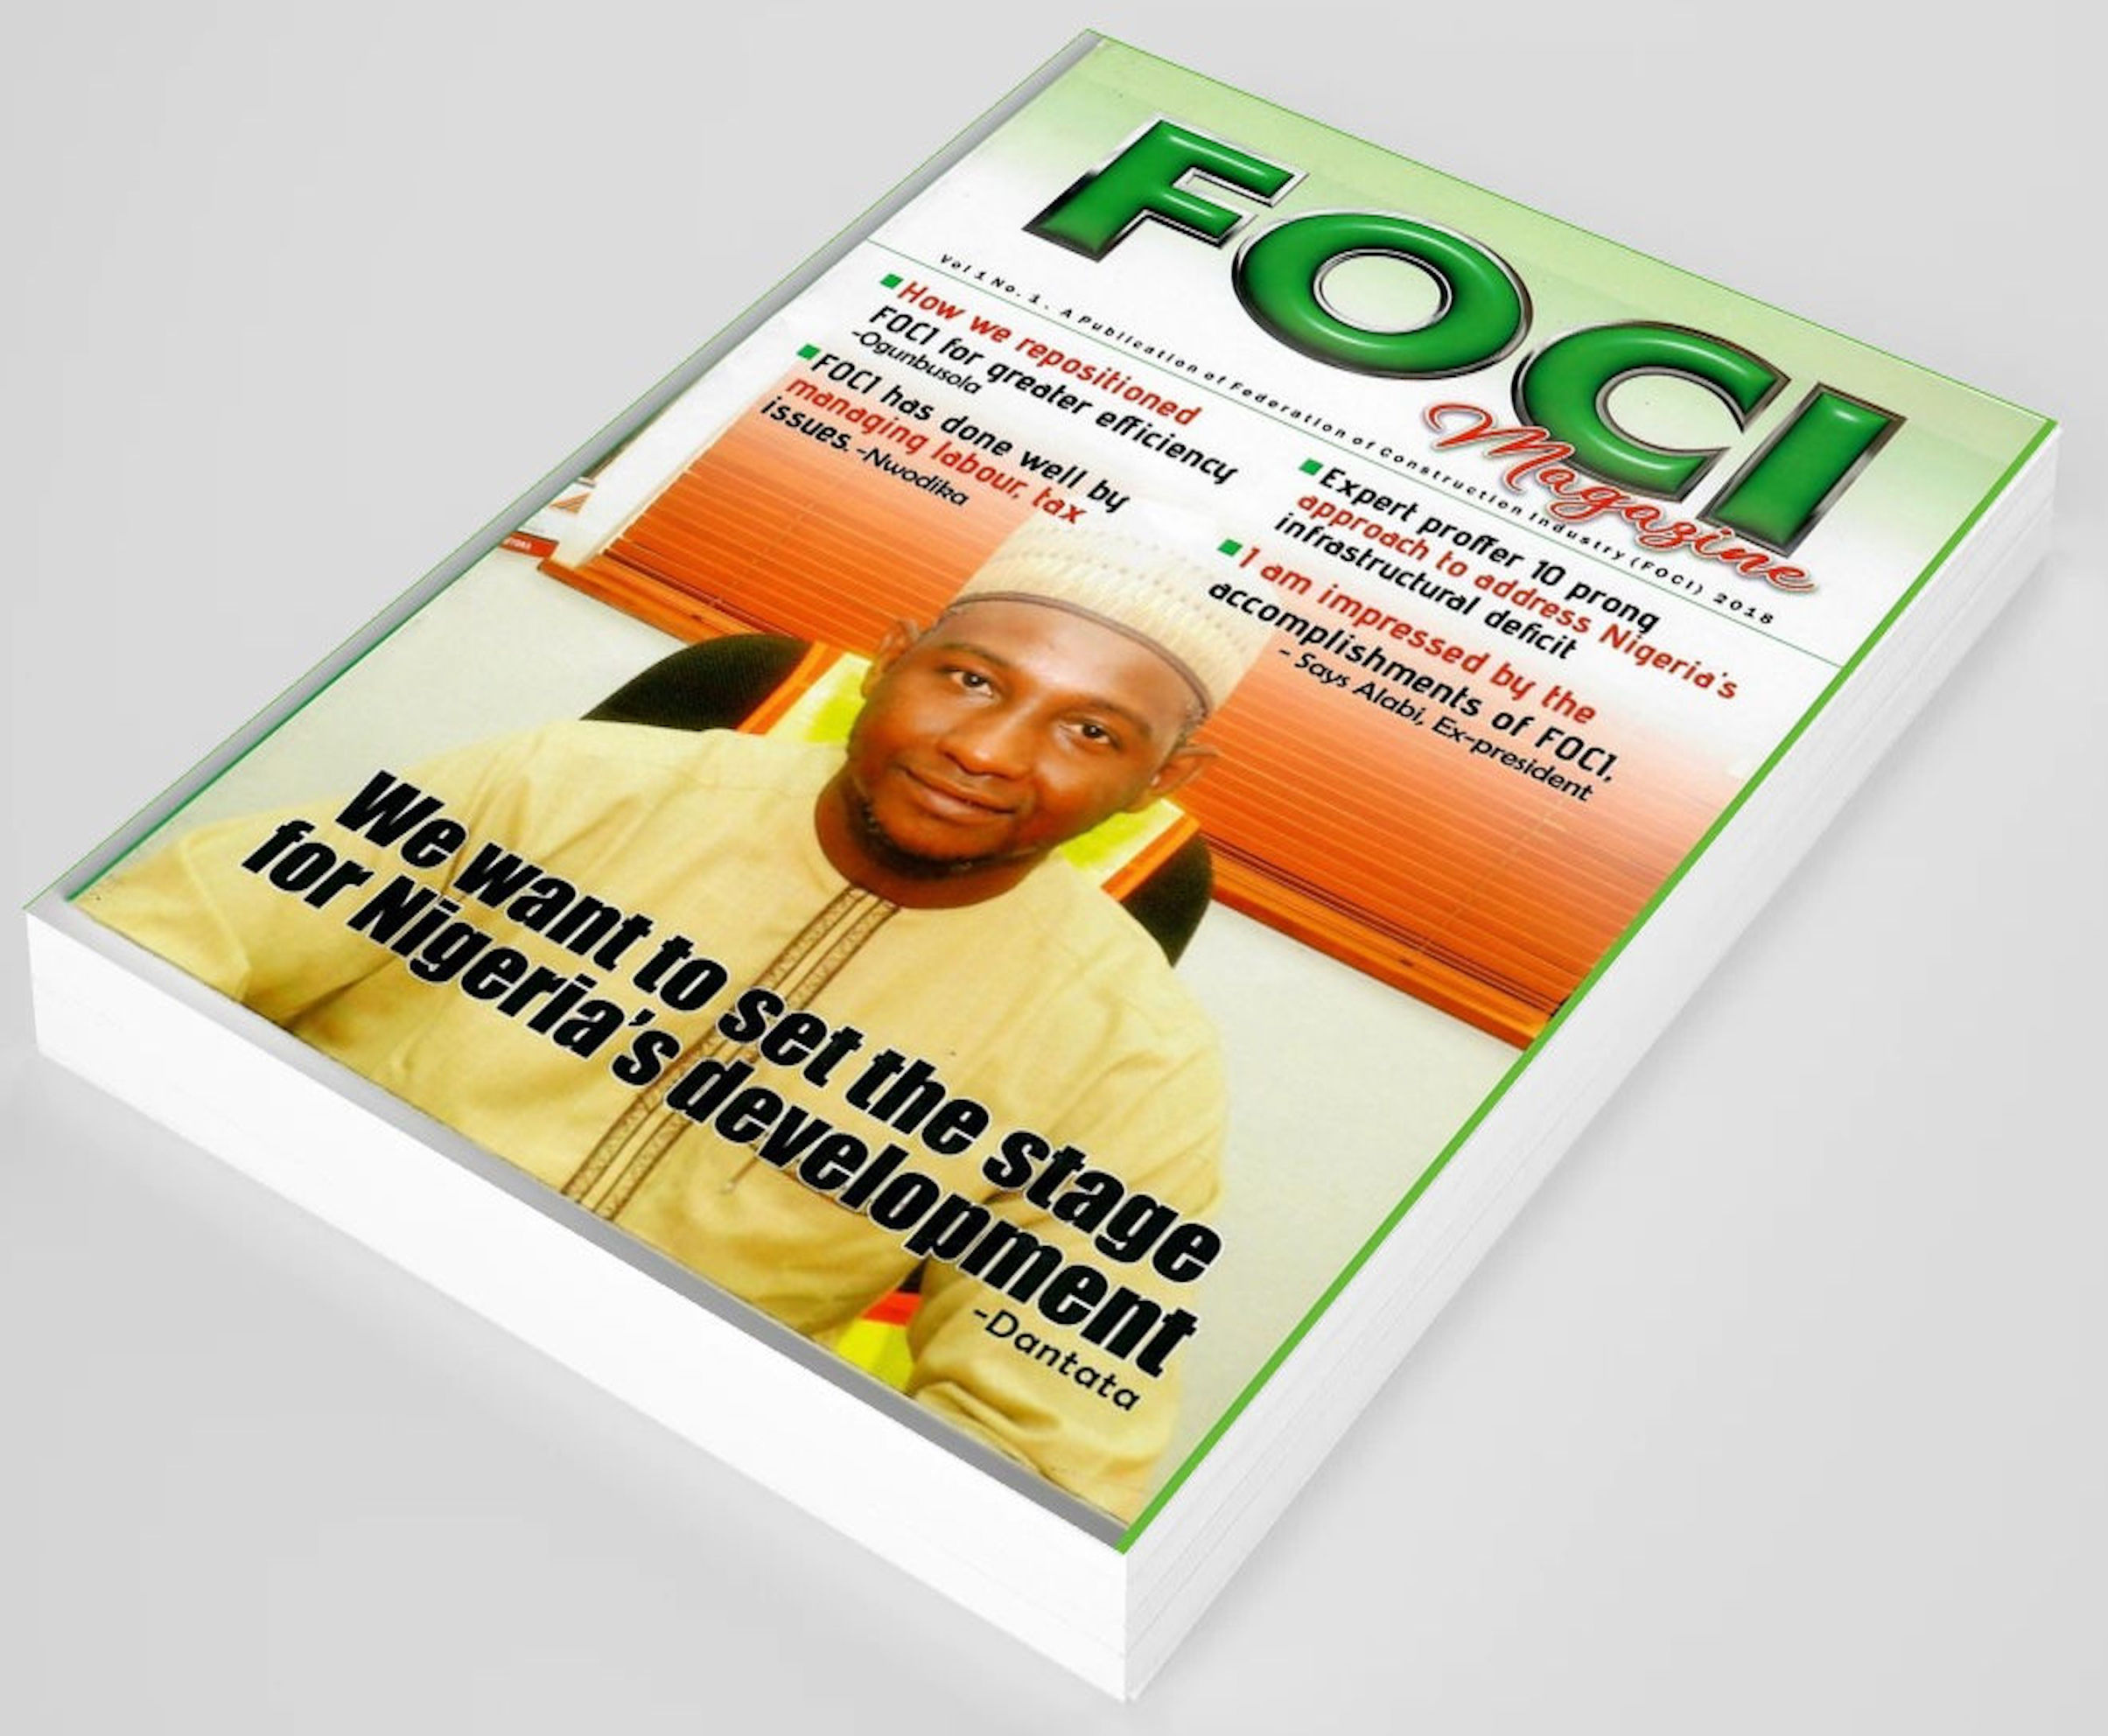 FOCI
Magazine
Vol 1 No. 1. A Publication of Federation of Construction Industry (FOCI) 2018
How we repositioned
FOCI for greater efficiency
-Ogunbusola
FOCI has done well by
managing labour, tax
issues. -Nwodika
Expert proffer 10 prong
approach to address Nigeria's
infrastructural deficit
I am impressed by the
accomplishments of FOCI,
- Says Alabi, Ex-president
We want to set the stage
for Nigeria's development
-Dantata